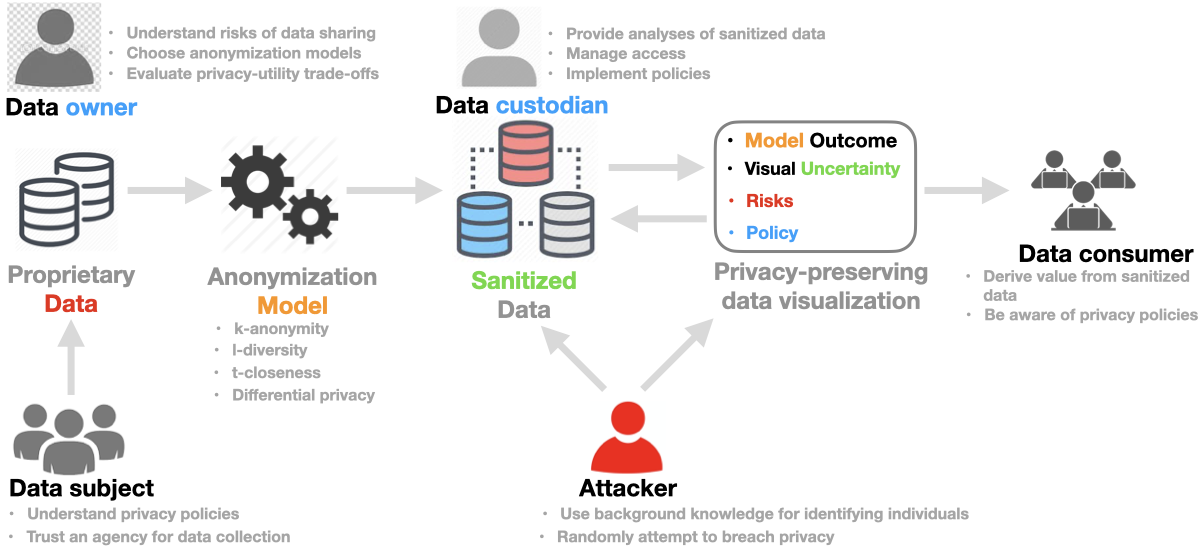 • Understand risks of data sharing
• Choose anonymization models
• Evaluate privacy-utility trade-offs
Data owner
• Provide analyses of sanitized data
• Manage access
• Implement policies
Data custodian
Proprietary
Data
Anonymization
Model
• k-anonymity
• l-diversity
• t-closeness
• Differential privacy
Sanitized
Data
• Model Outcome
• Visual Uncertainty
• Risks
• Policy
Privacy-preserving
data visualization
Data consumer
• Derive value from sanitized
data
• Be aware of privacy policies
Data subject
• Understand privacy policies
• Trust an agency for data collection
Attacker
• Use background knowledge for identifying individuals
• Randomly attempt to breach privacy